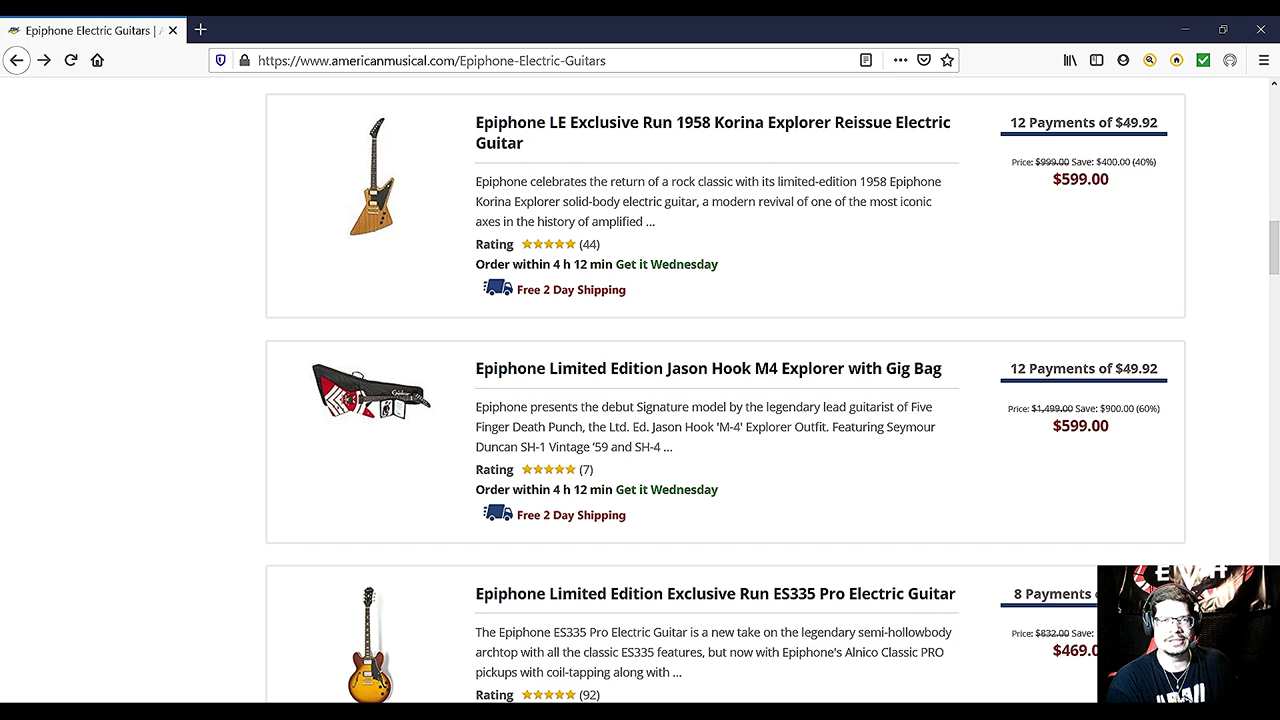 Epiphone Electric Guitars | A
https://www.americanmusical.com/Epiphone-Electric-Guitars
Epiphone LE Exclusive Run 1958 Korina Explorer Reissue Electric
Guitar
12 Payments of $49.92
Price: $999.00 Save: $400.00 (40%)
$599.00
Epiphone celebrates the return of a rock classic with its limited-edition 1958 Epiphone
Korina Explorer solid-body electric guitar, a modern revival of one of the most iconic
axes in the history of amplified ...
Rating (44)
Order within 4 h 12 min Get it Wednesday
Free 2 Day Shipping
Epiphone Limited Edition Jason Hook M4 Explorer with Gig Bag
12 Payments of $49.92
Price: $1,499.00 Save: $900.00 (60%)
$599.00
Epiphone presents the debut Signature model by the legendary lead guitarist of Five
Finger Death Punch, the Ltd. Ed. Jason Hook 'M-4' Explorer Outfit. Featuring Seymour
Duncan SH-1 Vintage '59 and SH-4 ...
Rating (7)
Order within 4 h 12 min Get it Wednesday
Free 2 Day Shipping
Epiphone Limited Edition Exclusive Run ES335 Pro Electric Guitar
8 Payments
Price: $832.00 Save:
$469.0
The Epiphone ES335 Pro Electric Guitar is a new take on the legendary semi-hollowbody
archtop with all the classic ES335 features, but now with Epiphone's Alnico Classic PRO
pickups with coil-tapping along with ...
Rating (92)